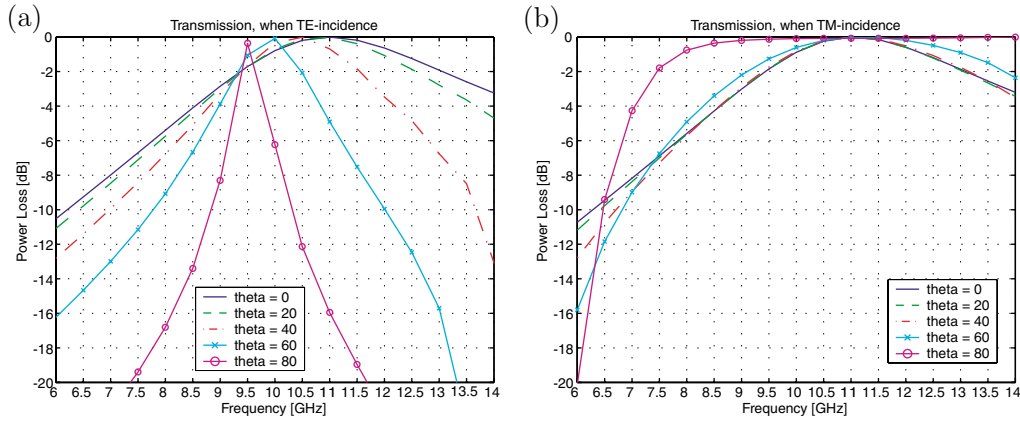 (a)
Transmission, when TE-incidence
0
-2
-4
-6
-8
-10
-12
-14
-16
-18
-20
Power Loss [dB]
theta = 0
theta = 20
theta = 40
theta = 60
theta = 80
6 6.5 7 7.5 8 8.5 9 9.5 10 10.5 11 11.5 12 12.5 13 13.5 14
Frequency [GHz]
(b)
Transmission, when TM-incidence
0
-2
-4
-6
-8
-10
-12
-14
-16
-18
-20
Power Loss [dB]
theta = 0
theta = 20
theta = 40
theta = 60
theta = 80
6 6.5 7 7.5 8 8.5 9 9.5 10 10.5 11 11.5 12 12.5 13 13.5 14
Frequency [GHz]